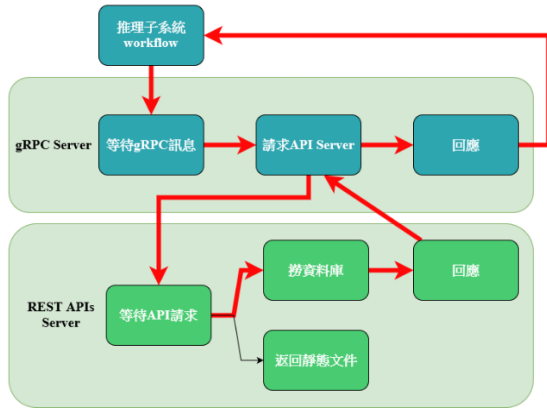 推理子系統
workflow
gRPC Server
等待gRPC訊息
請求API Server
回應
REST APIs
Server
等待API請求
撈資料庫
回應
返回靜態文件